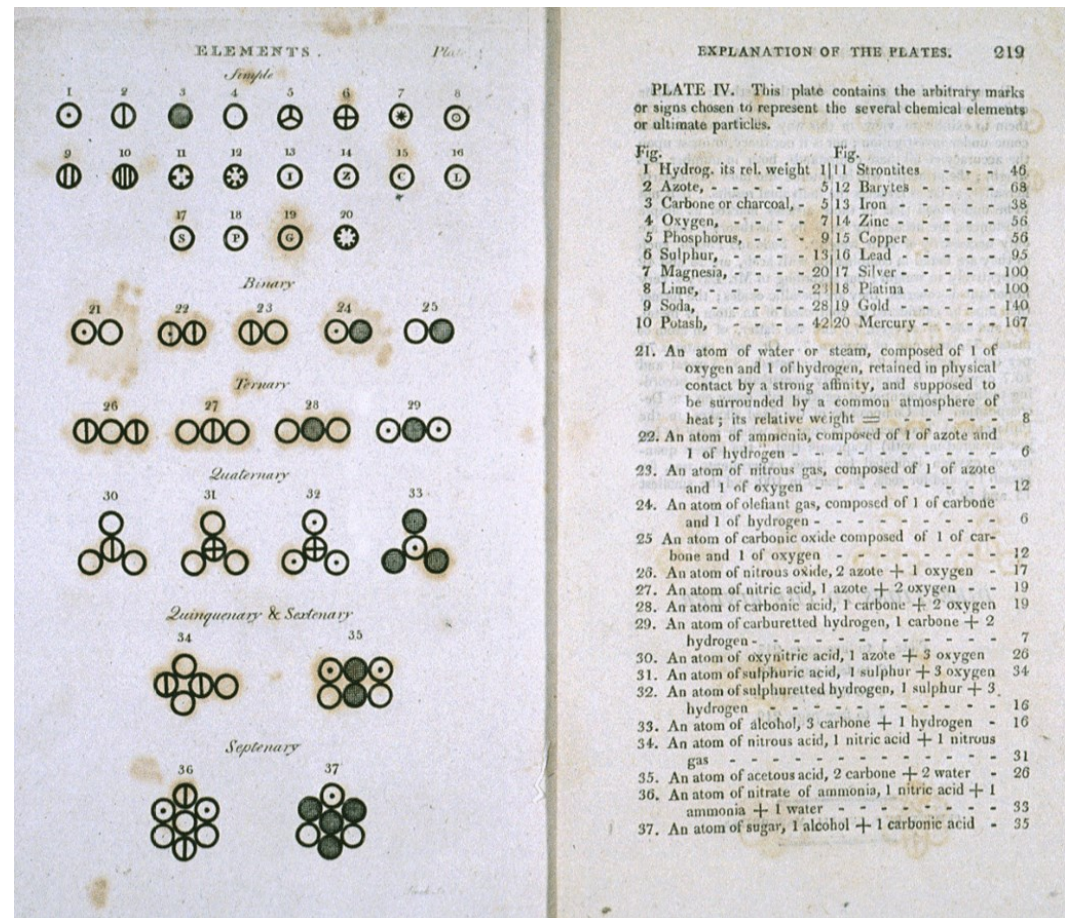 ELEMENTS. Plate
Simple
1 2 3 4 5 6 7 8
9 10 11 12 13 14 15 16
I Z C L
17 18 19 20
S P G
Binary
21 22 23 24 25
Ternary
26 27 28 29
Quaternary
30 31 32 33
Quinquenary & Sextenary
34 35
Septenary
36 37
EXPLANATION OF THE PLATES. 219
PLATE IV. This plate contains the arbitrary marks
or signs chosen to represent the several chemical elements
or ultimate particles.
Fig. Fig.
1 Hydrog. its rel. weight 1 11 Strontites - - - 46
2 Azote, - - - - 5 12 Barytes - - - - 68
3 Carbone or charcoal, - 5 13 Iron - - - - 38
4 Oxygen, - - - - 7 14 Zinc - - - - 56
5 Phosphorus, - - - 9 15 Copper - - - - 56
6 Sulphur, - - - - 13 16 Lead - - - - 95
7 Magnesia, - - - - 20 17 Silver - - - - 100
8 Lime, - - - - 18 Platina - - - - 100
9 Soda, - - - - 28 19 Gold - - - - 140
10 Potash, - - - - 42 20 Mercury - - - - 167
21. An atom of water or steam, composed of 1 of
oxygen and 1 of hydrogen, retained in physical
contact by a strong affinity, and supposed to
be surrounded by a common atmosphere of
heat; its relative weight = - - - - 8
22. An atom of ammonia, composed of 1 of azote and
1 of hydrogen - - - - - - - - 6
23. An atom of nitrous gas, composed of 1 of azote
and 1 of oxygen - - - - - - - - 12
24. An atom of olefiant gas, composed of 1 of carbone
and 1 of hydrogen - - - - - - - 6
25 An atom of carbonic oxide composed of 1 of car-
bone and 1 of oxygen - - - - - - 12
26. An atom of nitrous oxide, 2 azote + 1 oxygen - 17
27. An atom of nitric acid, 1 azote + 2 oxygen - - 19
28. An atom of carbonic acid, 1 carbone + 2 oxygen 19
29. An atom of carburetted hydrogen, 1 carbone + 2
hydrogen - - - - - - - - - 7
30. An atom of oxynitric acid, 1 azote + 3 oxygen 26
31. An atom of sulphuric acid, 1 sulphur + 3 oxygen 34
32. An atom of sulphuretted hydrogen, 1 sulphur + 3
hydrogen - - - - - - - - - 16
33. An atom of alcohol, 3 carbone + 1 hydrogen - 16
34. An atom of nitrous acid, 1 nitric acid + 1 nitrous
gas - - - - - - - - - - 31
35. An atom of acetous acid, 2 carbone + 2 water - 26
36. An atom of nitrate of ammonia, 1 nitric acid + 1
ammonia + 1 water - - - - - - - 33
37. An atom of sugar, 1 alcohol + 1 carbonic acid - 35